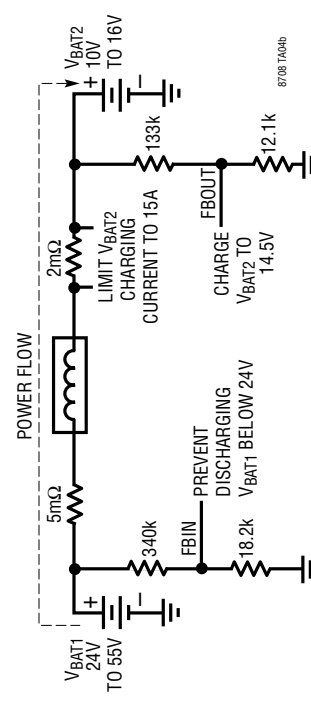 POWER FLOW
VBAT1
24V
TO 55V
+
–
5mΩ
2mΩ
VBAT2
10V
TO 16V
+
–
LIMIT VBAT2
CHARGING
CURRENT TO 15A
340k
FBIN
PREVENT
DISCHARGING
VBAT1 BELOW 24V
18.2k
133k
FBOUT
CHARGE
VBAT2 TO
14.5V
12.1k
8708 TA04b